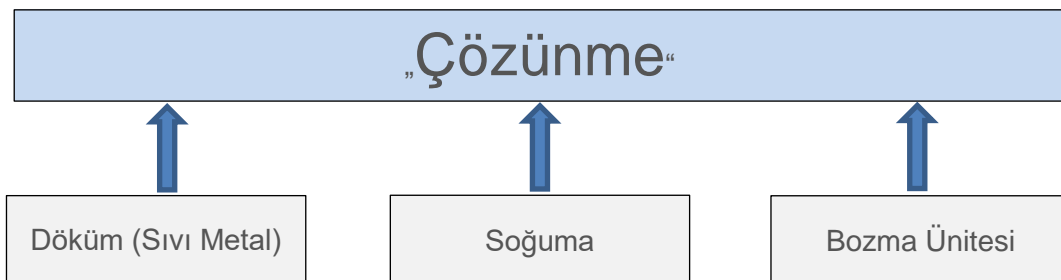 „Çözünme“
Döküm (Sıvı Metal)
Soğuma
Bozma Ünitesi